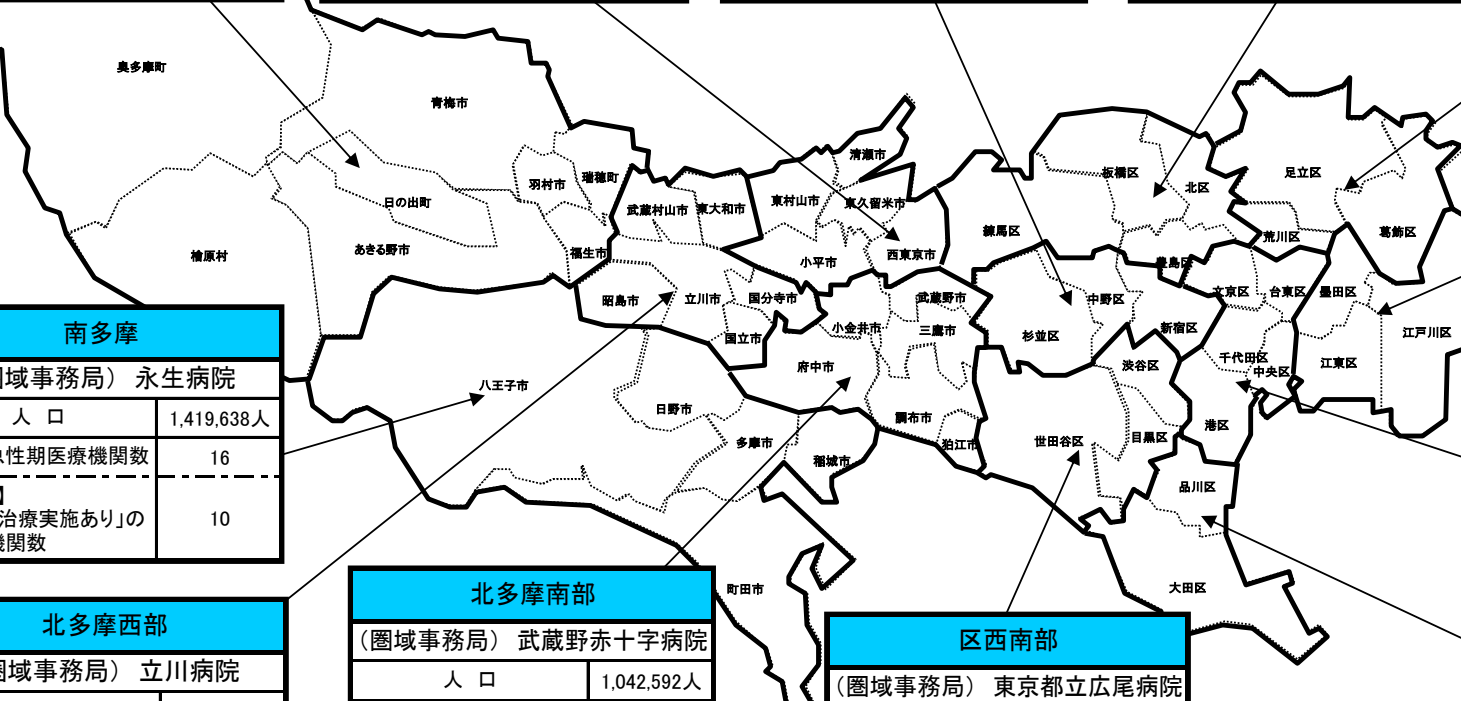 奥多摩町
青梅市
日の出町
羽村市
瑞穂町
檜原村
あきる野市
福生市
武蔵村山市
東大和市
東村山市
清瀬市
東久留米市
小平市
西東京市
昭島市
立川市
国分寺市
国立市
小金井市
武蔵野市
三鷹市
府中市
調布市
狛江市
八王子市
日野市
多摩市
稲城市
町田市
練馬区
板橋区
北区
足立区
葛飾区
荒川区
豊島区
文京区
台東区
墨田区
江戸川区
江東区
杉並区
中野区
新宿区
渋谷区
千代田区
中央区
港区
世田谷区
目黒区
品川区
大田区
南多摩
域事務局） 永生病院
人 口
1,419,638人
性期医療機関数
16
治療実施あり」の
機関数
10
北多摩西部
域事務局） 立川病院
北多摩南部
（圏域事務局） 武蔵野赤十字病院
人 口
1,042,592人
区西南部
（圏域事務局） 東京都立広尾病院